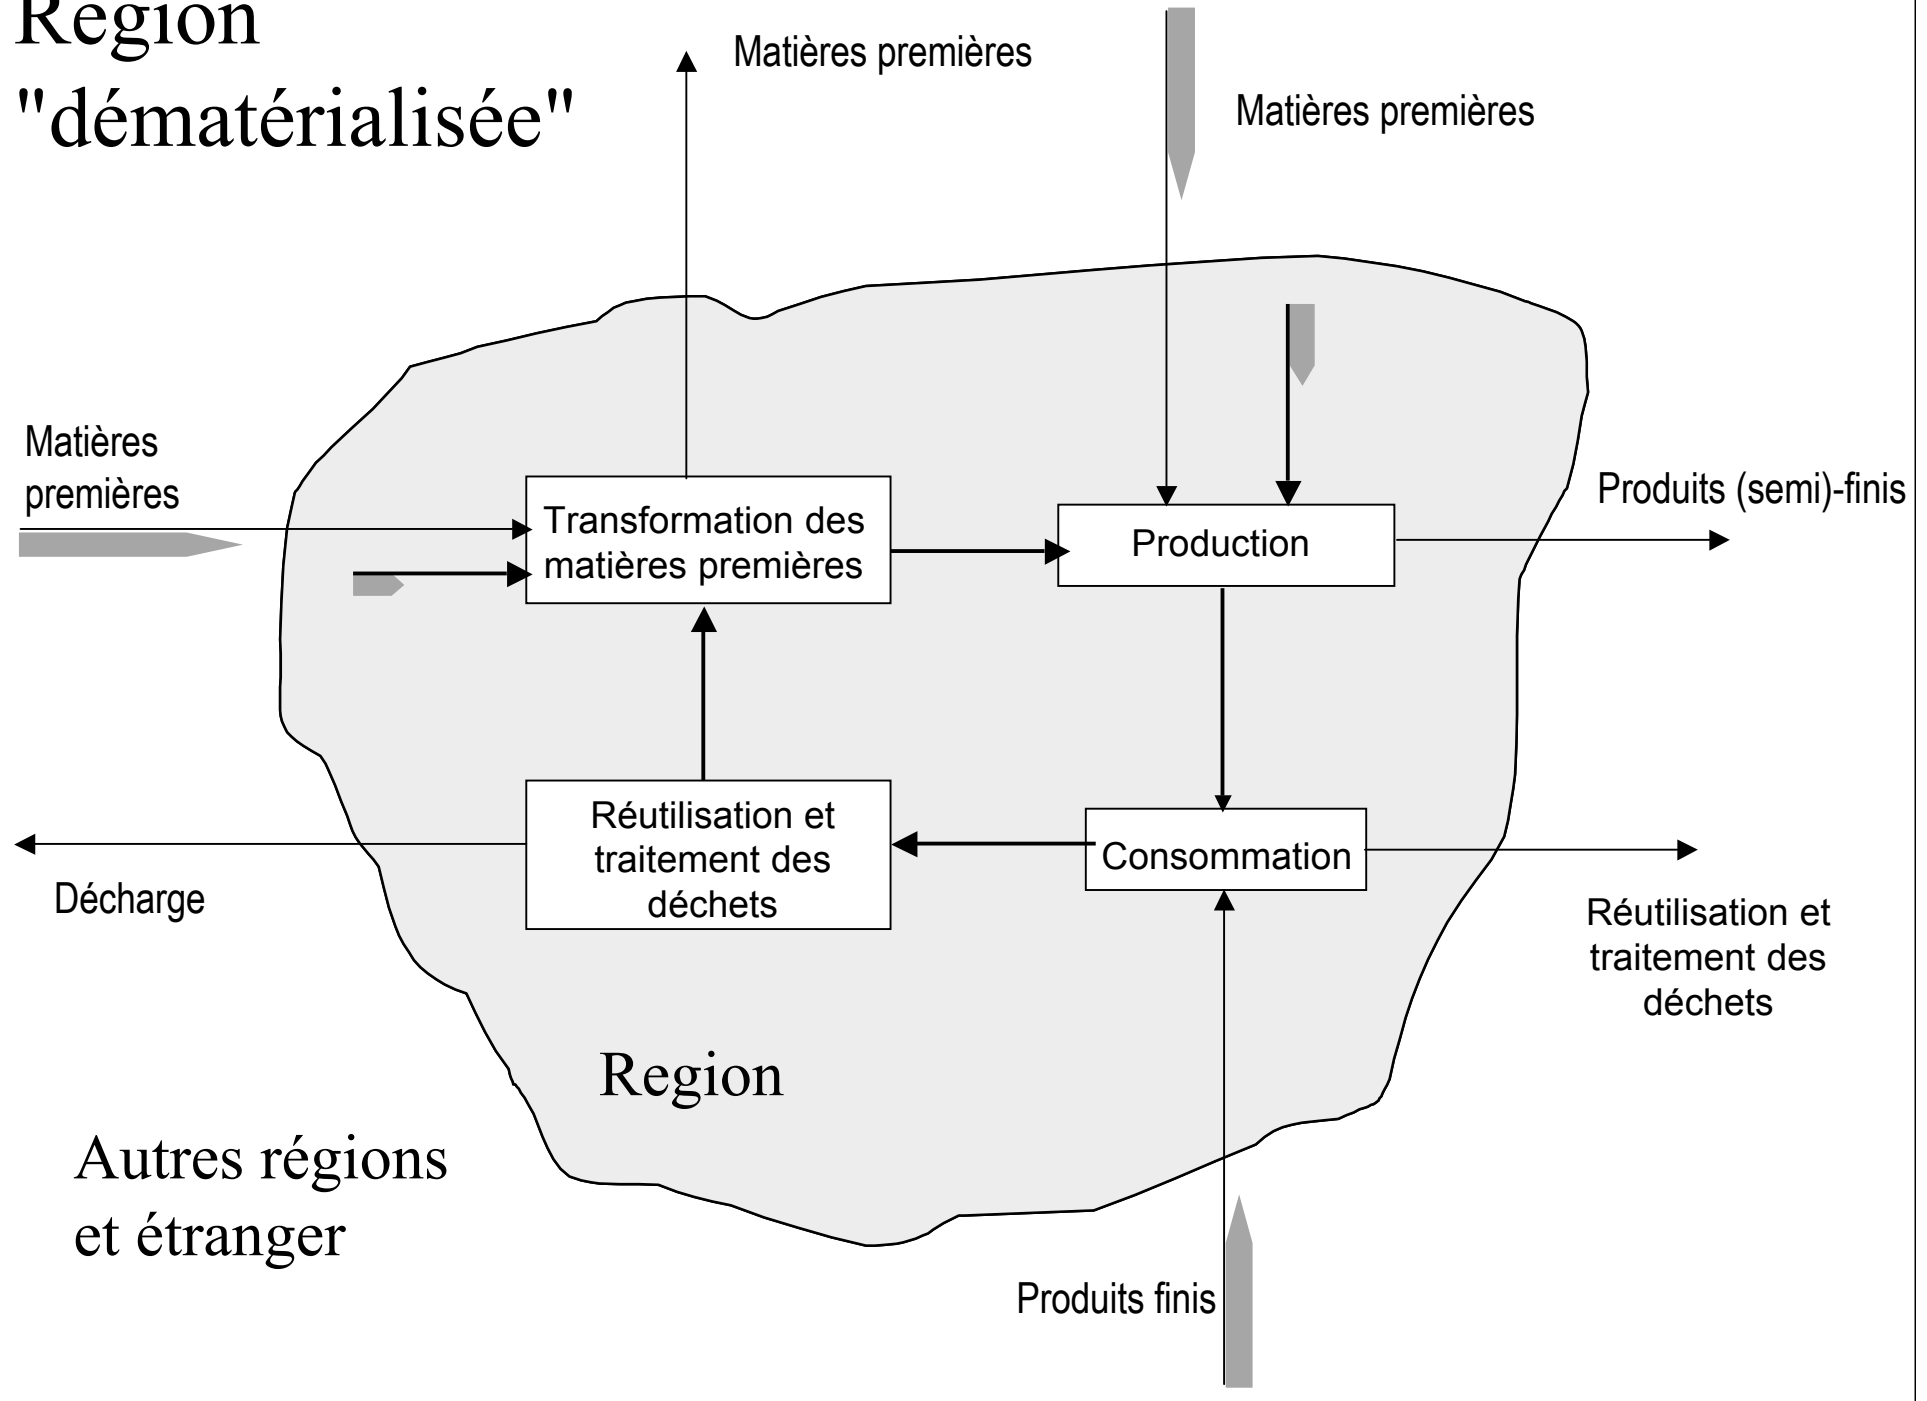 Région
"dématérialisée"
Matières premières
Matières premières
Matières
premières
Produits (semi)-finis
Transformation des
matières premières
Production
Réutilisation et
traitement des
déchets
Consommation
Décharge
Réutilisation et
traitement des
déchets
Region
Autres régions
et étranger
Produits finis